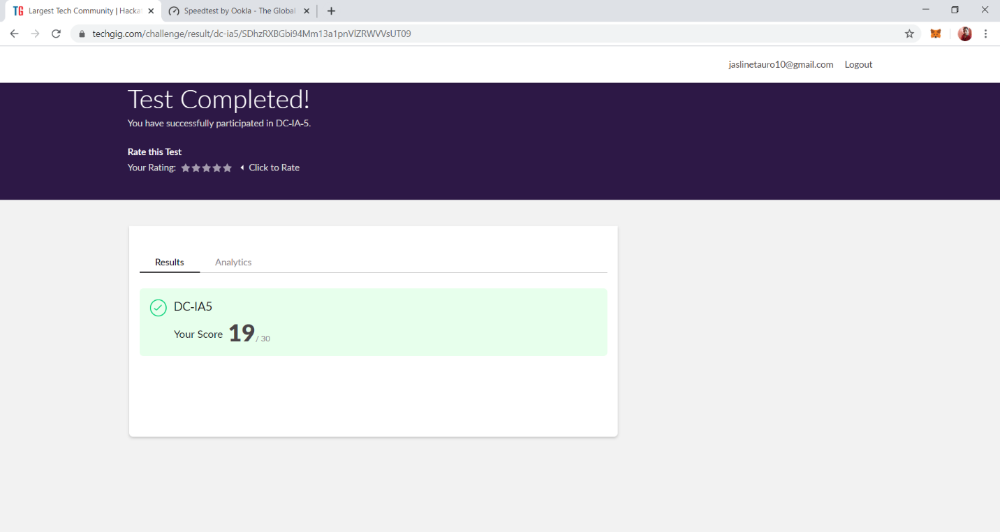 TG Largest Tech Community | Hacka
Speedtest by Ookla - The Global
techgig.com/challenge/result/dc-ia5/SDhzRXBGbi94Mm13a1pnVlZRWVVsUT09
jaslinetauro10@gmail.com Logout
Test Completed!
You have successfully participated in DC-IA-5.
Rate this Test
Your Rating: Click to Rate
Results Analytics
DC-IA5
Your Score 19 / 30